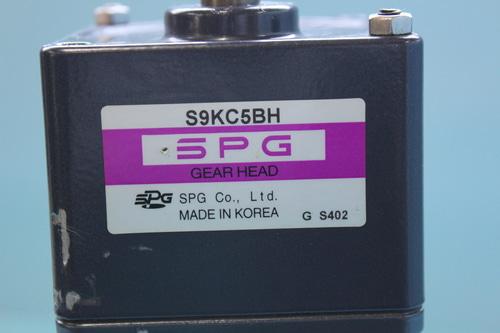 S9KC5BH
SPG
GEAR HEAD
SPG SPG Co., Ltd.
MADE IN KOREA G S402